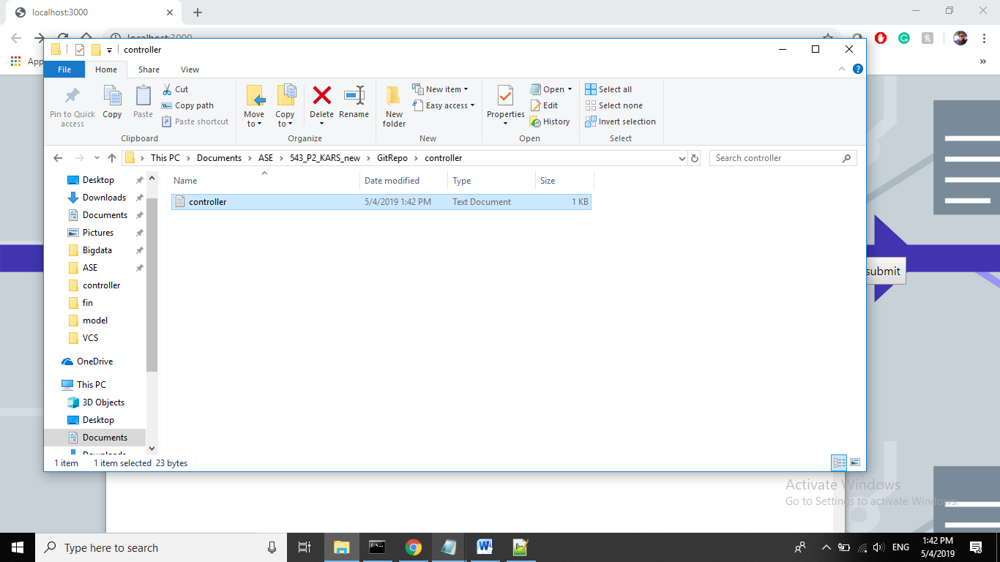 localhost:3000
localhost:3000
App
controller
File Home Share View
Pin to Quick access
Copy
Paste
Cut
Copy path
Paste shortcut
Clipboard
Move to
Copy to
Delete
Rename
Organize
New folder
New item
Easy access
New
Properties
Open
Edit
History
Open
Select all
Select none
Invert selection
Select
This PC > Documents > ASE > 543_P2_KARS_new > GitRepo > controller
Search controller
Name Date modified Type Size
controller 5/4/2019 1:42 PM Text Document 1 KB
Desktop
Downloads
Documents
Pictures
Bigdata
ASE
controller
fin
model
VCS
OneDrive
This PC
3D Objects
Desktop
Documents
Downloads
1 item 1 item selected 23 bytes
submit
Activate Windows
Go to Settings to activate Windows.
Type here to search
ENG
1:42 PM
5/4/2019